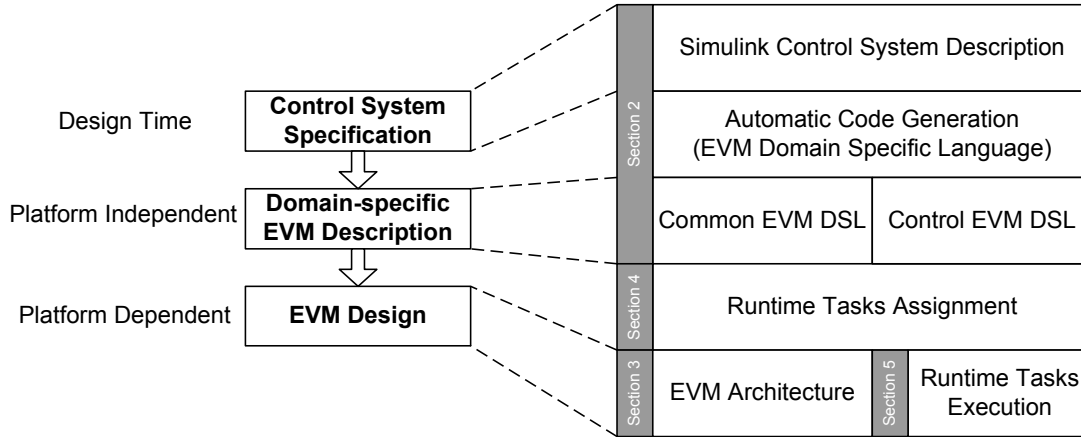 Design Time
Control System
Specification
Platform Independent
Domain-specific
EVM Description
Platform Dependent
EVM Design
Section 2
Simulink Control System Description
Automatic Code Generation
(EVM Domain Specific Language)
Common EVM DSL
Control EVM DSL
Section 4
Runtime Tasks Assignment
Section 3
EVM Architecture
Section 5
Runtime Tasks
Execution